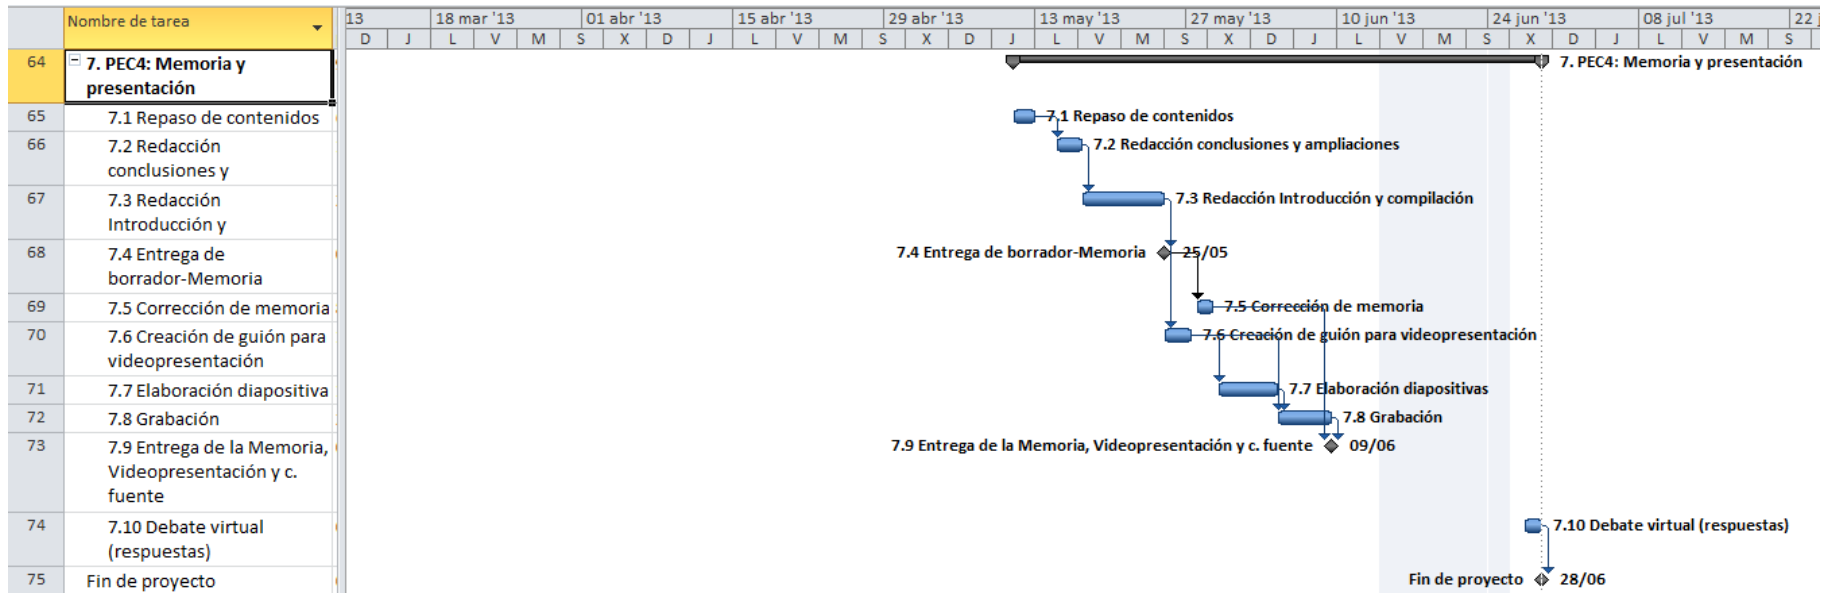 Nombre de tarea
13 18 mar '13 01 abr '13 15 abr '13 29 abr '13 13 may '13 27 may '13 10 jun '13 24 jun '13 08 jul '13 22
D J L V M S X D J L V M S X D J L V M S X D J L V M S X D J L V M S
64 7. PEC4: Memoria y
presentación
7. PEC4: Memoria y presentación
65 7.1 Repaso de contenidos
7.1 Repaso de contenidos
66 7.2 Redacción
conclusiones y
7.2 Redacción conclusiones y ampliaciones
67 7.3 Redacción
Introducción y
7.3 Redacción Introducción y compilación
68 7.4 Entrega de
borrador-Memoria
7.4 Entrega de borrador-Memoria 25/05
69 7.5 Corrección de memoria
7.5 Corrección de memoria
70 7.6 Creación de guión para
videopresentación
7.6 Creación de guión para videopresentación
71 7.7 Elaboración diapositiva
7.7 Elaboración diapositivas
72 7.8 Grabación
7.8 Grabación
73 7.9 Entrega de la Memoria,
Videopresentación y c.
fuente
7.9 Entrega de la Memoria, Videopresentación y c. fuente 09/06
74 7.10 Debate virtual
(respuestas)
7.10 Debate virtual (respuestas)
75 Fin de proyecto
Fin de proyecto 28/06